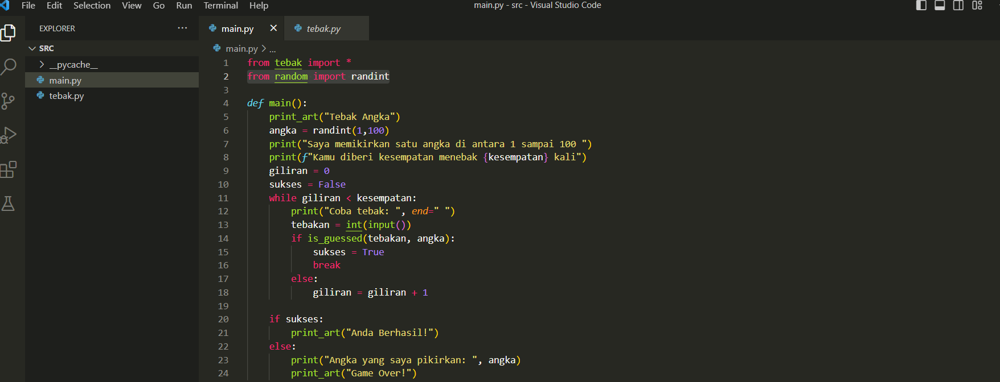 File Edit Selection View Go Run Terminal Help main.py - src - Visual Studio Code
EXPLORER ...
SRC
__pycache__
main.py
tebak.py
main.py tebak.py
main.py > ...
1 from tebak import *
2 from random import randint
3
4 def main():
5     print_art("Tebak Angka")
6     angka = randint(1,100)
7     print("Saya memikirkan satu angka di antara 1 sampai 100 ")
8     print(f"Kamu diberi kesempatan menebak {kesempatan} kali")
9     giliran = 0
10     sukses = False
11     while giliran < kesempatan:
12         print("Coba tebak: ", end=" ")
13         tebakan = int(input())
14         if is_guessed(tebakan, angka):
15             sukses = True
16             break
17         else:
18             giliran = giliran + 1
19
20     if sukses:
21         print_art("Anda Berhasil!")
22     else:
23         print("Angka yang saya pikirkan: ", angka)
24         print_art("Game Over!")